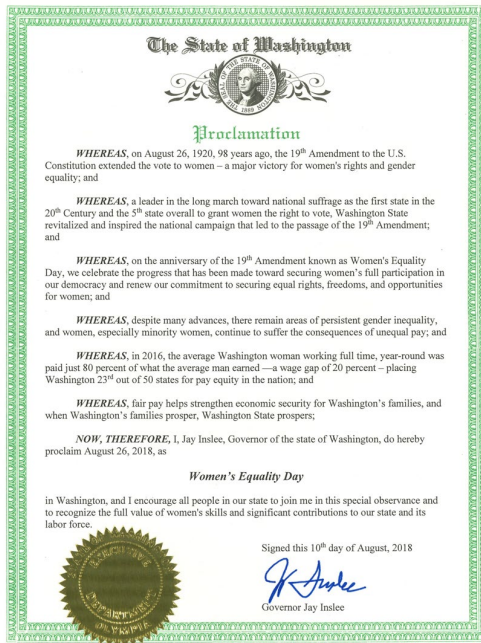 The State of Washington
THE SEAL OF THE STATE OF WASHINGTON
1889
Proclamation
WHEREAS, on August 26, 1920, 98 years ago, the 19th Amendment to the U.S.
Constitution extended the vote to women – a major victory for women's rights and gender
equality; and
WHEREAS, a leader in the long march toward national suffrage as the first state in the
20th Century and the 5th state overall to grant women the right to vote, Washington State
revitalized and inspired the national campaign that led to the passage of the 19th Amendment;
and
WHEREAS, on the anniversary of the 19th Amendment known as Women's Equality
Day, we celebrate the progress that has been made toward securing women's full participation in
our democracy and renew our commitment to securing equal rights, freedoms, and opportunities
for women; and
WHEREAS, despite many advances, there remain areas of persistent gender inequality,
and women, especially minority women, continue to suffer the consequences of unequal pay; and
WHEREAS, in 2016, the average Washington woman working full time, year-round was
paid just 80 percent of what the average man earned —a wage gap of 20 percent – placing
Washington 23rd out of 50 states for pay equity in the nation; and
WHEREAS, fair pay helps strengthen economic security for Washington's families, and
when Washington's families prosper, Washington State prospers;
NOW, THEREFORE, I, Jay Inslee, Governor of the state of Washington, do hereby
proclaim August 26, 2018, as
Women's Equality Day
in Washington, and I encourage all people in our state to join me in this special observance and
to recognize the full value of women's skills and significant contributions to our state and its
labor force.
Signed this 10th day of August, 2018
Jay Inslee
Governor Jay Inslee
EXECUTIVE
DEPARTMENT
OLYMPIA